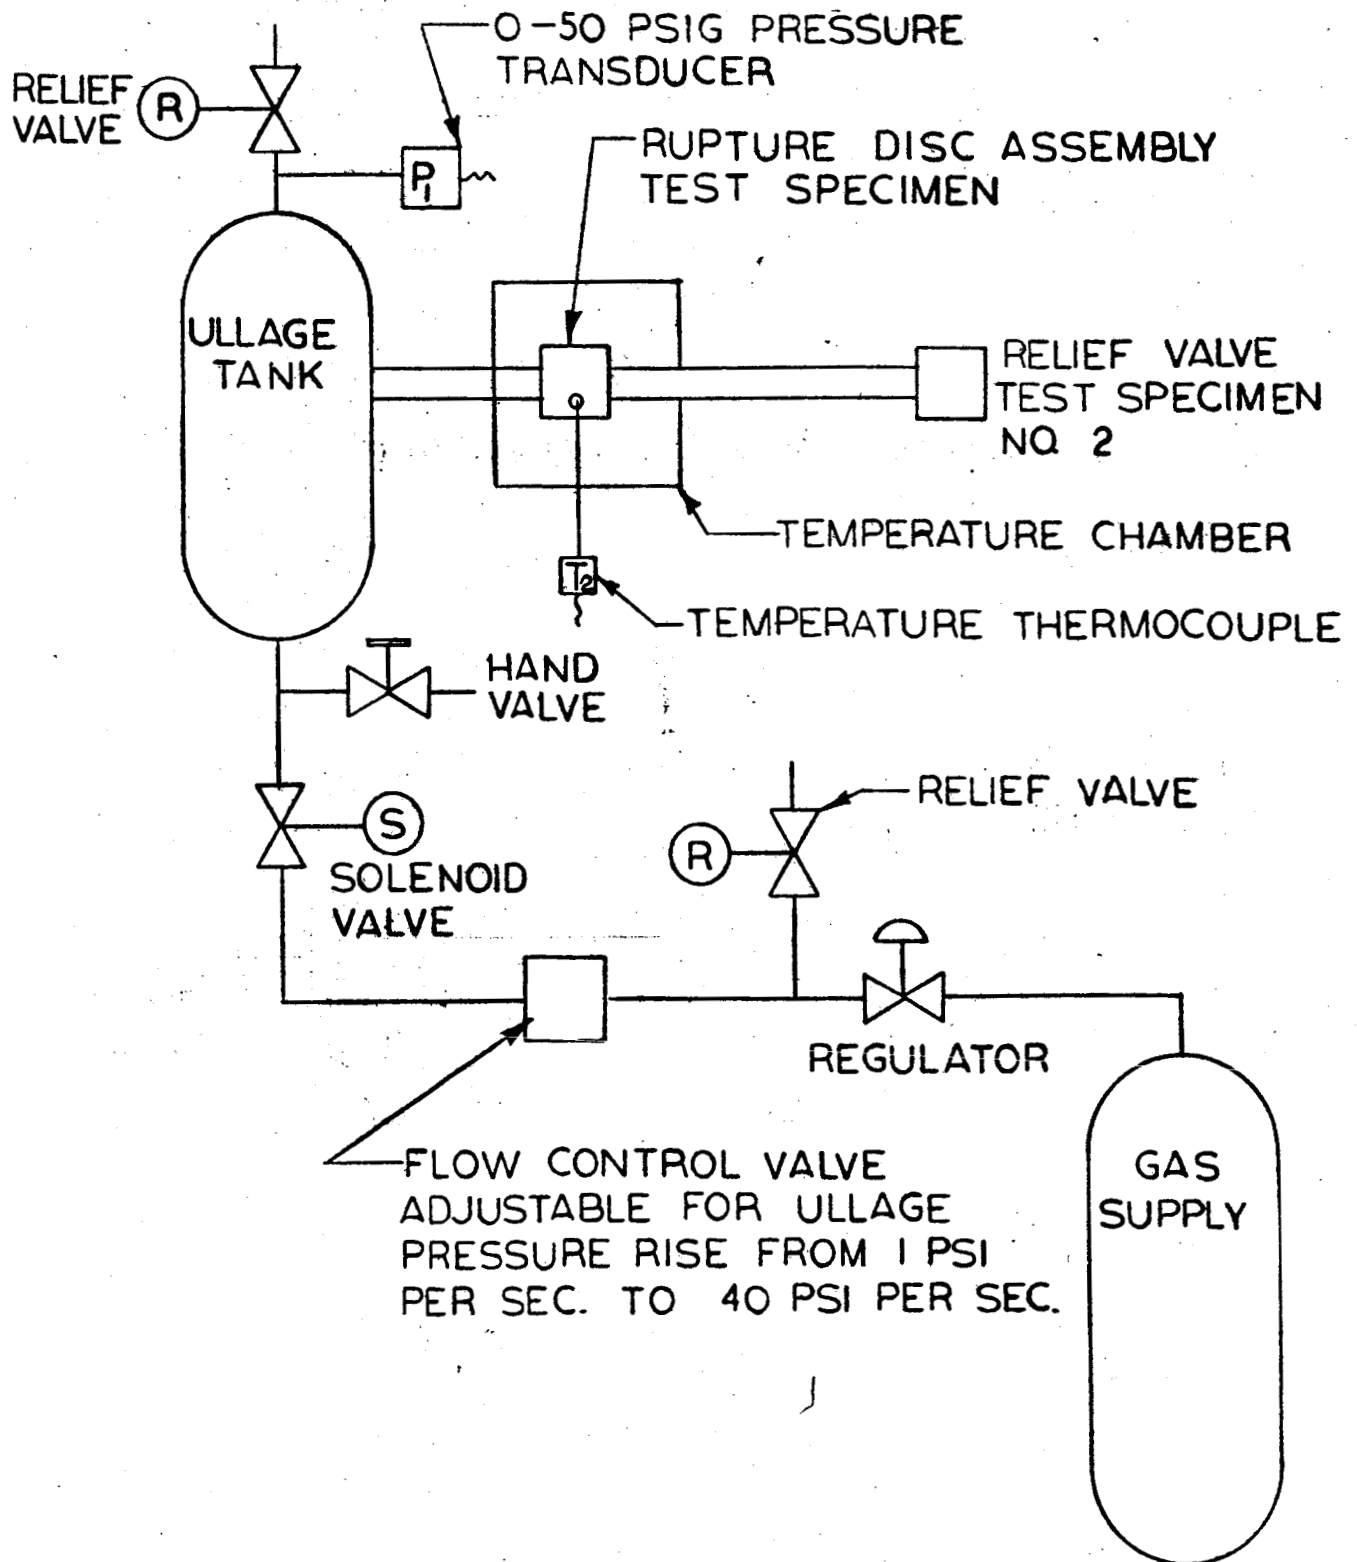 0-50 PSIG PRESSURE
TRANSDUCER
RELIEF
VALVE
R
P1
RUPTURE DISC ASSEMBLY
TEST SPECIMEN
ULLAGE
TANK
RELIEF VALVE
TEST SPECIMEN
NO. 2
TEMPERATURE CHAMBER
T2
TEMPERATURE THERMOCOUPLE
HAND
VALVE
RELIEF VALVE
S
R
SOLENOID
VALVE
REGULATOR
FLOW CONTROL VALVE
ADJUSTABLE FOR ULLAGE
PRESSURE RISE FROM 1 PSI
PER SEC. TO 40 PSI PER SEC.
GAS
SUPPLY